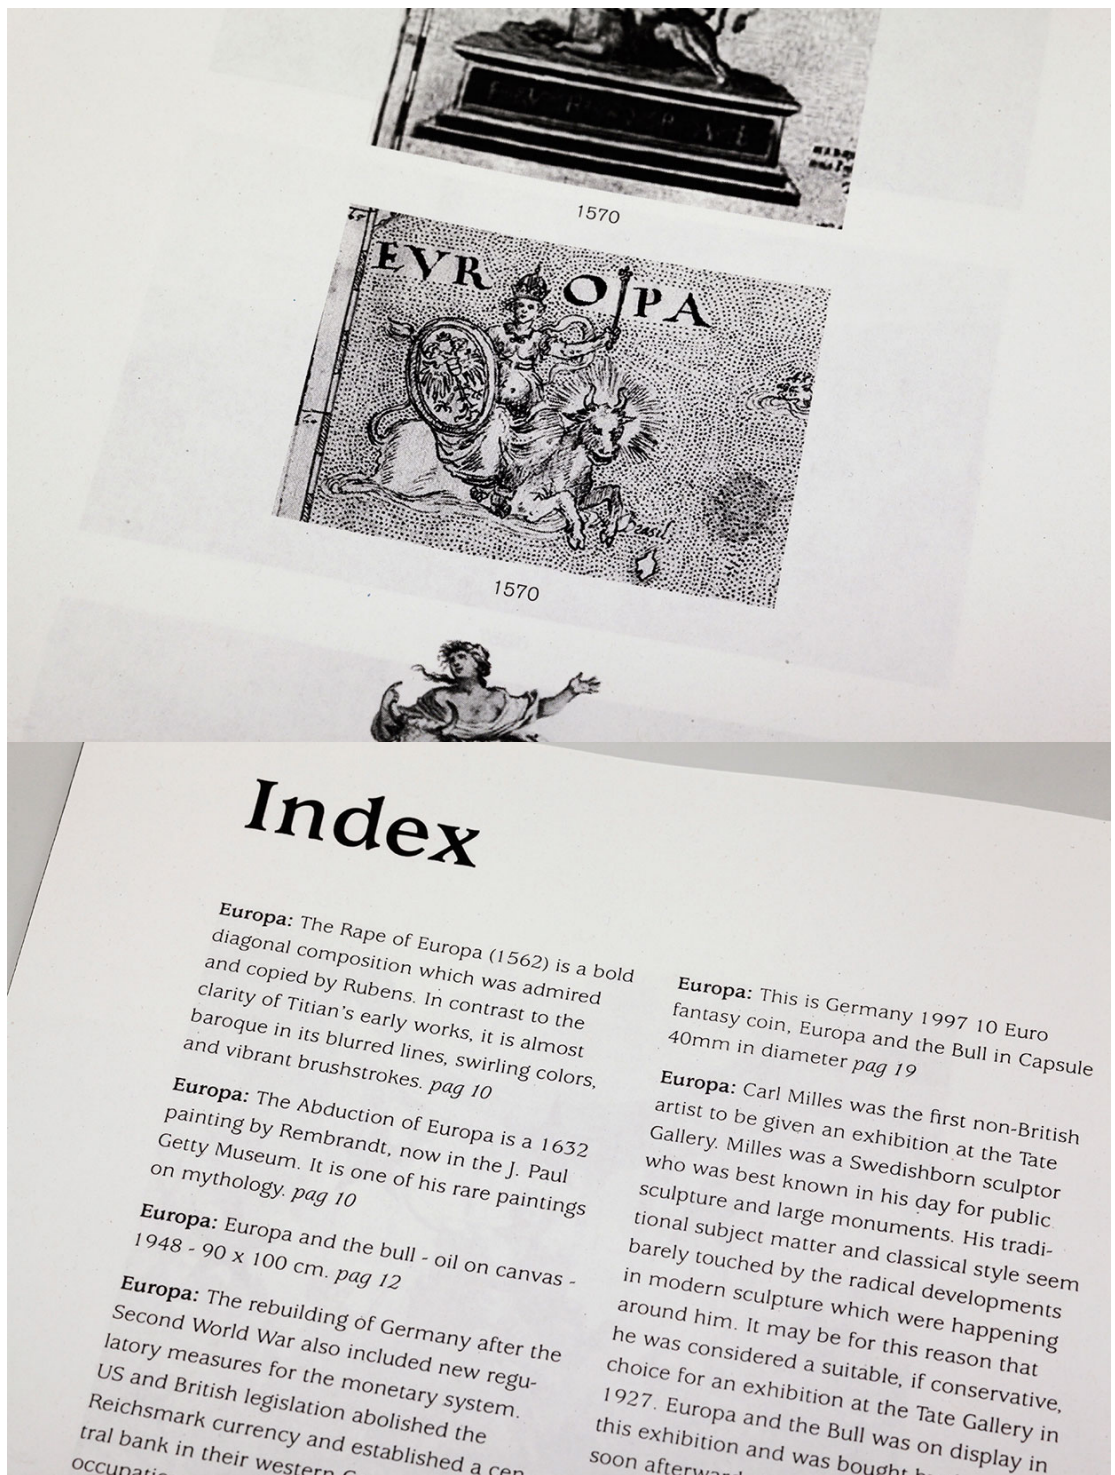 1570
EVR OPA
Brasil
1570
Index
Europa: The Rape of Europa (1562) is a bold
diagonal composition which was admired
and copied by Rubens. In contrast to the
clarity of Titian's early works, it is almost
baroque in its blurred lines, swirling colors,
and vibrant brushstrokes. pag 10
Europa: The Abduction of Europa is a 1632
painting by Rembrandt, now in the J. Paul
Getty Museum. It is one of his rare paintings
on mythology. pag 10
Europa: Europa and the bull - oil on canvas -
1948 - 90 x 100 cm. pag 12
Europa: The rebuilding of Germany after the
Second World War also included new regu-
latory measures for the monetary system.
US and British legislation abolished the
Reichsmark currency and established a cen
tral bank in their western
Europa: This is Germany 1997 10 Euro
fantasy coin, Europa and the Bull in Capsule
40mm in diameter pag 19
Europa: Carl Milles was the first non-British
artist to be given an exhibition at the Tate
Gallery. Milles was a Swedishborn sculptor
who was best known in his day for public
sculpture and large monuments. His tradi-
tional subject matter and classical style seem
barely touched by the radical developments
in modern sculpture which were happening
around him. It may be for this reason that
he was considered a suitable, if conservative,
choice for an exhibition at the Tate Gallery in
1927. Europa and the Bull was on display in
this exhibition and was bought
soon